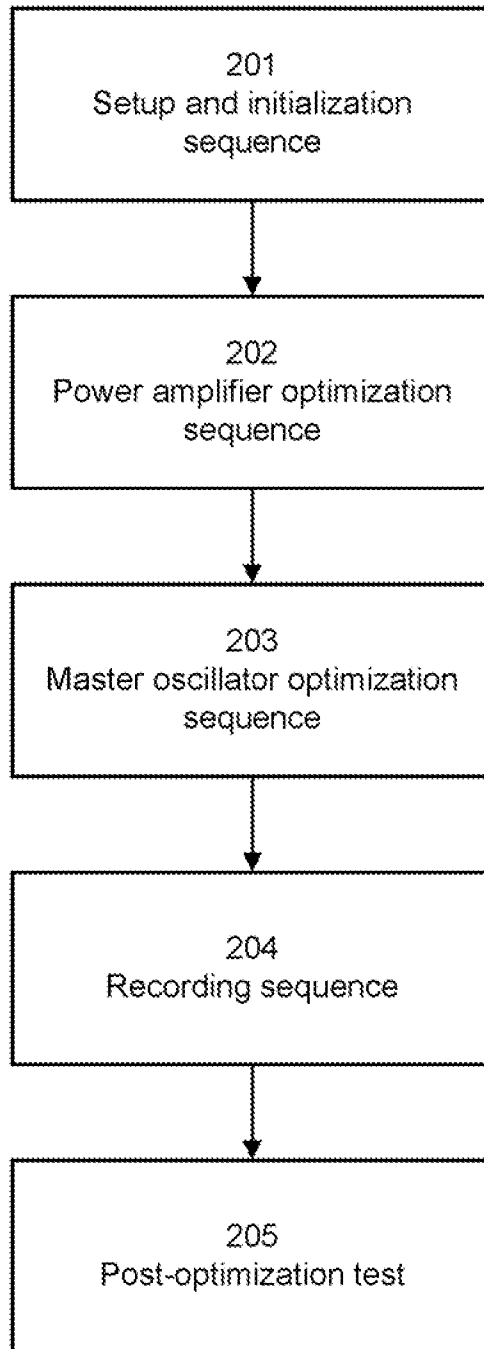 201
Setup and initialization
sequence
202
Power amplifier optimization
sequence
203
Master oscillator optimization
sequence
204
Recording sequence
205
Post-optimization test